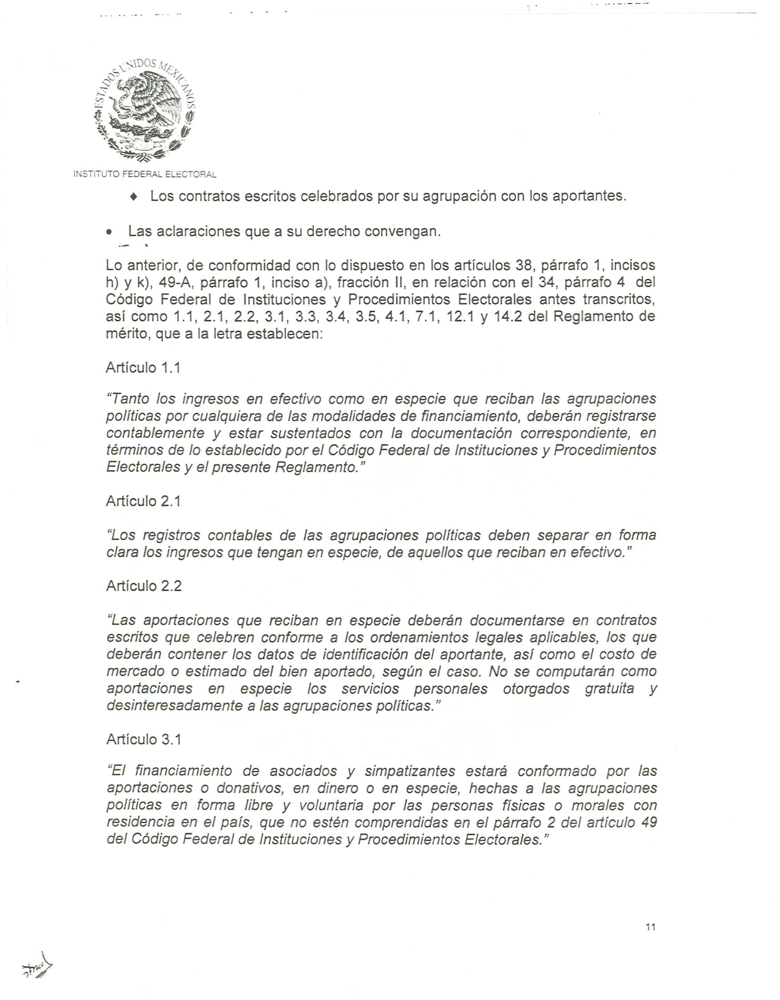 ESTADOS UNIDOS MEXICANOS
INSTITUTO FEDERAL ELECTORAL
♦ Los contratos escritos celebrados por su agrupación con los aportantes.
• Las aclaraciones que a su derecho convengan.
Lo anterior, de conformidad con lo dispuesto en los artículos 38, párrafo 1, incisos
h) y k), 49-A, párrafo 1, inciso a), fracción II, en relación con el 34, párrafo 4 del
Código Federal de Instituciones y Procedimientos Electorales antes transcritos,
así como 1.1, 2.1, 2.2, 3.1, 3.3, 3.4, 3.5, 4.1, 7.1, 12.1 y 14.2 del Reglamento de
mérito, que a la letra establecen:
Artículo 1.1
“Tanto los ingresos en efectivo como en especie que reciban las agrupaciones
políticas por cualquiera de las modalidades de financiamiento, deberán registrarse
contablemente y estar sustentados con la documentación correspondiente, en
términos de lo establecido por el Código Federal de Instituciones y Procedimientos
Electorales y el presente Reglamento.”
Artículo 2.1
“Los registros contables de las agrupaciones políticas deben separar en forma
clara los ingresos que tengan en especie, de aquellos que reciban en efectivo.”
Artículo 2.2
“Las aportaciones que reciban en especie deberán documentarse en contratos
escritos que celebren conforme a los ordenamientos legales aplicables, los que
deberán contener los datos de identificación del aportante, así como el costo de
mercado o estimado del bien aportado, según el caso. No se computarán como
aportaciones en especie los servicios personales otorgados gratuita y
desinteresadamente a las agrupaciones políticas.”
Artículo 3.1
“El financiamiento de asociados y simpatizantes estará conformado por las
aportaciones o donativos, en dinero o en especie, hechas a las agrupaciones
políticas en forma libre y voluntaria por las personas físicas o morales con
residencia en el país, que no estén comprendidas en el párrafo 2 del artículo 49
del Código Federal de Instituciones y Procedimientos Electorales.”
11